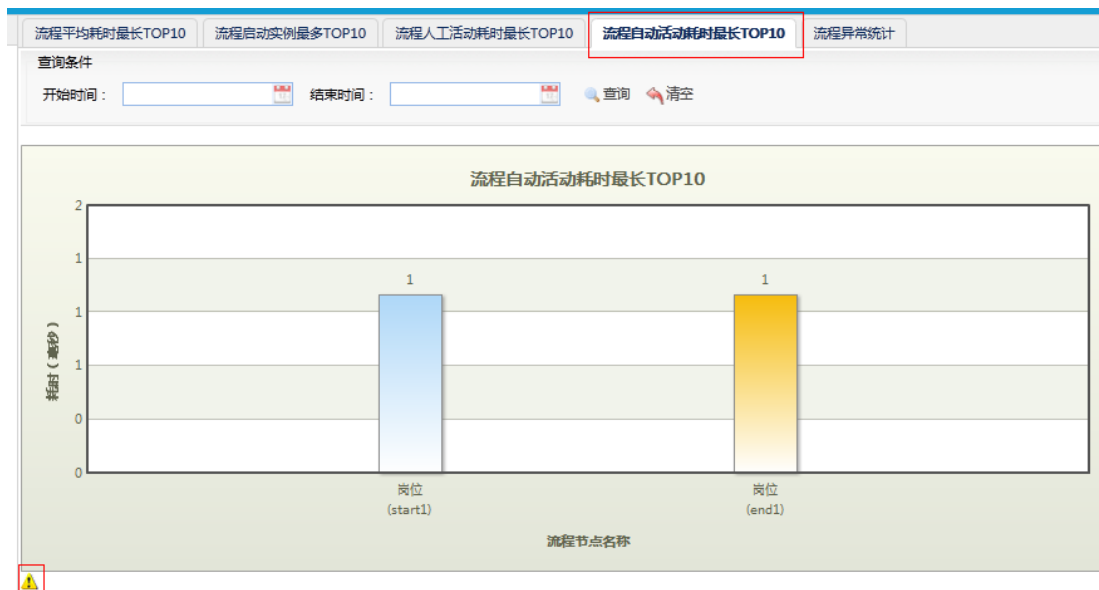 流程平均耗时最长TOP10 流程启动实例最多TOP10 流程人工活动耗时最长TOP10 流程自动活动耗时最长TOP10 流程异常统计
查询条件
开始时间： 结束时间： 查询 清空
流程自动活动耗时最长TOP10
2
1
1
1
0
0
耗时（毫秒）
1 1
岗位 岗位
(start1) (end1)
流程节点名称